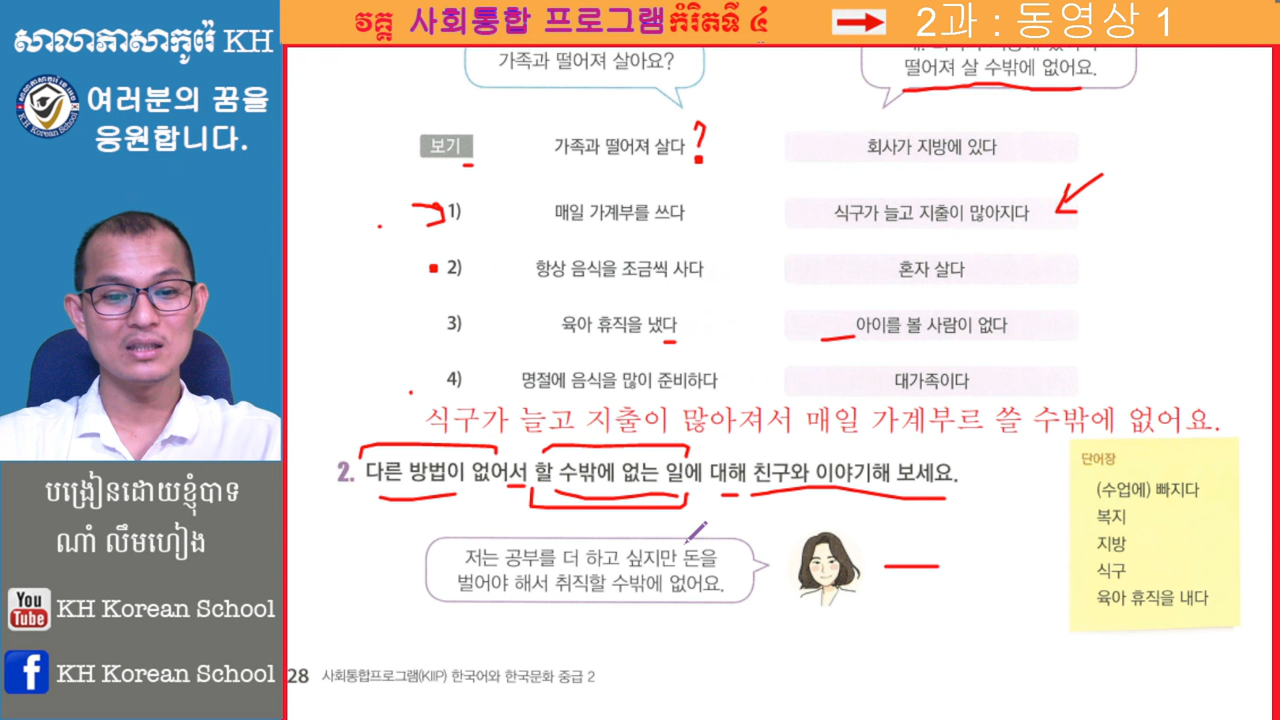 សាលាភាសាកូរ៉េ KH
여러분의 꿈을
응원합니다.
វគ្គ 사회통합 프로그램 កំរិតទី ៤
2과 : 동영상 1
가족과 떨어져 살아요?
떨어져 살 수밖에 없어요.
보기 가족과 떨어져 살다 ? 회사가 지방에 있다
1) 매일 가계부를 쓰다 식구가 늘고 지출이 많아지다
2) 항상 음식을 조금씩 사다 혼자 살다
3) 육아 휴직을 냈다 아이를 볼 사람이 없다
4) 명절에 음식을 많이 준비하다 대가족이다
식구가 늘고 지출이 많아져서 매일 가계부르 쓸 수밖에 없어요.
2. 다른 방법이 없어서 할 수밖에 없는 일에 대해 친구와 이야기해 보세요.
저는 공부를 더 하고 싶지만 돈을
벌어야 해서 취직할 수밖에 없어요.
단어장
(수업에) 빠지다
복지
지방
식구
육아 휴직을 내다
28 사회통합프로그램(KIIP) 한국어와 한국문화 중급 2
បង្រៀនដោយខ្ញុំបាទ
ណាំ លឹមហៀង
You Tube KH Korean School
f KH Korean School